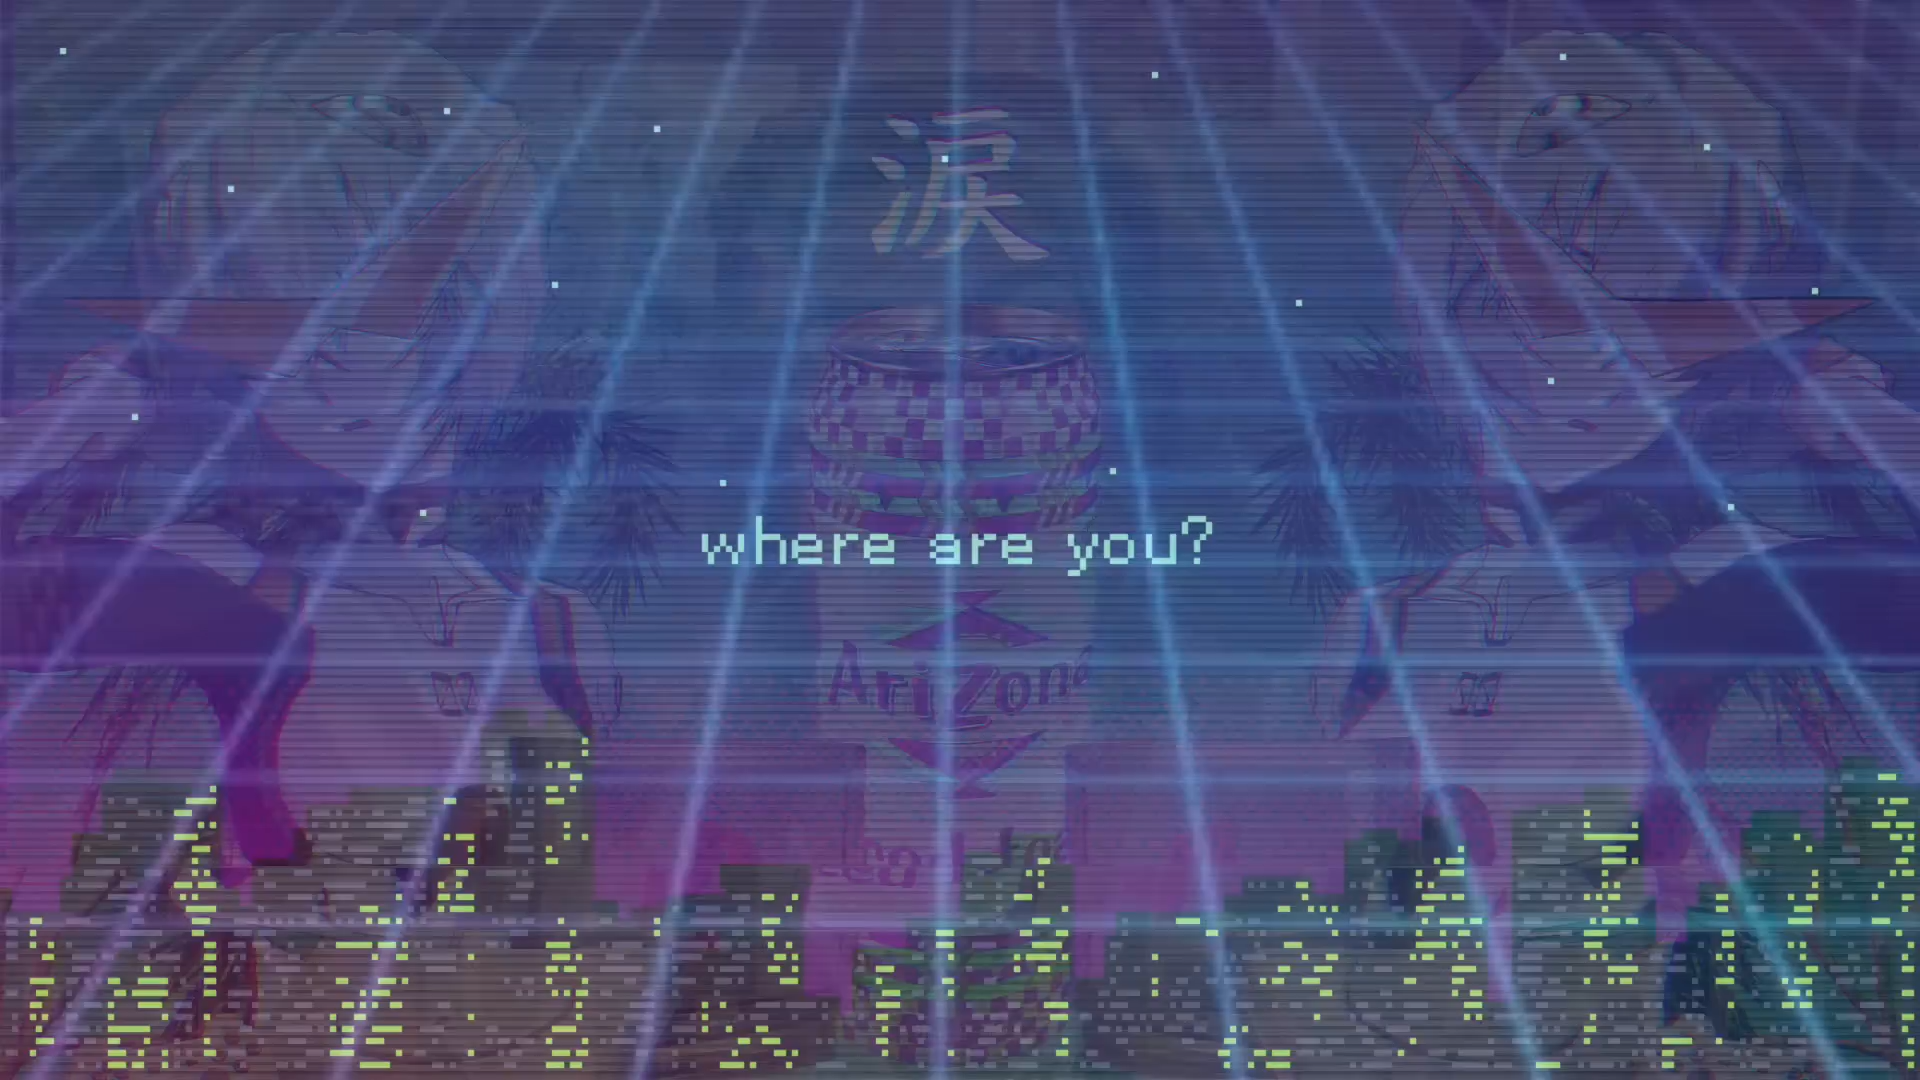 涙
where are you?
AriZona